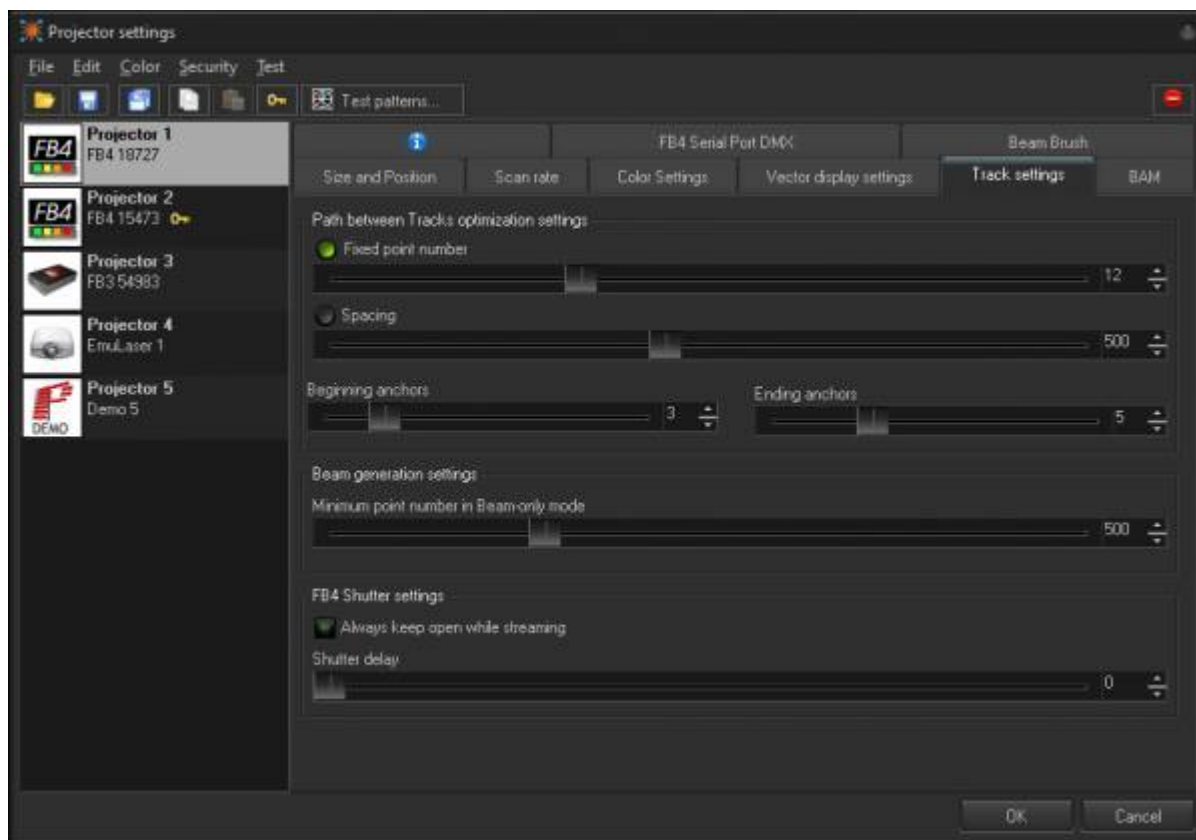 Projector settings
File Edit Color Security Test
Test patterns...
FB4
Projector 1
FB4 18727
FB4
Projector 2
FB4 15473
Projector 3
FB3 54983
Projector 4
EmuLaser 1
DEMO
Projector 5
Demo 5
FB4 Serial Port DMX Beam Brush
Size and Position Scan rate Color Settings Vector display settings Track settings BAM
Path between Tracks optimization settings
Fixed point number
12
Spacing
500
Beginning anchors Ending anchors
3 5
Beam generation settings
Minimum point number in Beam-only mode
500
FB4 Shutter settings
Always keep open while streaming
Shutter delay
0
OK Cancel